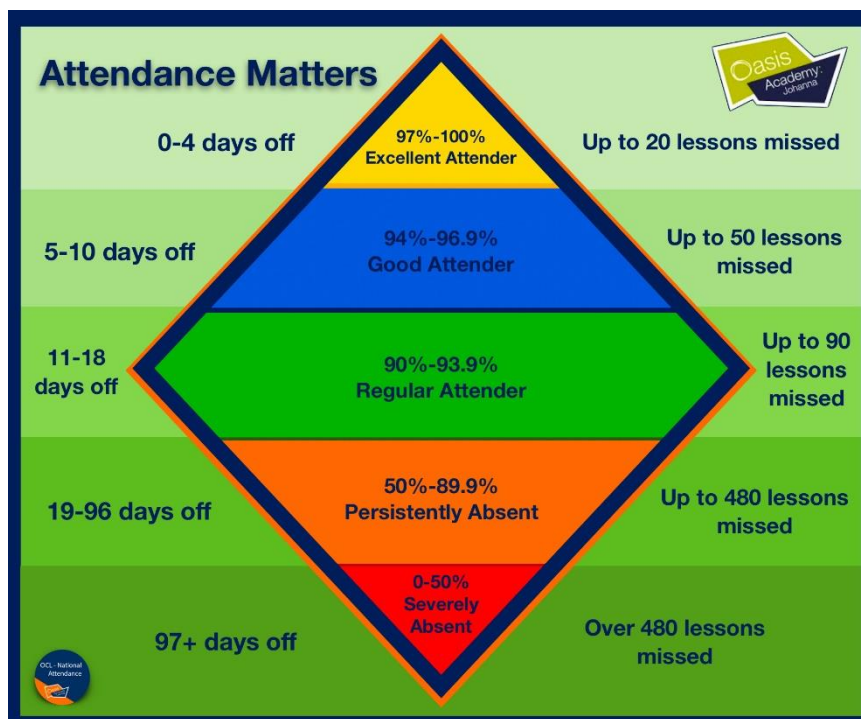 Attendance Matters
Oasis
Academy:
Johanna
0-4 days off
97%-100%
Excellent Attender
Up to 20 lessons missed
5-10 days off
94%-96.9%
Good Attender
Up to 50 lessons
missed
11-18
days off
90%-93.9%
Regular Attender
Up to 90
lessons
missed
19-96 days off
50%-89.9%
Persistently Absent
Up to 480 lessons
missed
97+ days off
0-50%
Severely
Absent
Over 480 lessons
missed
OCL - National
Attendance